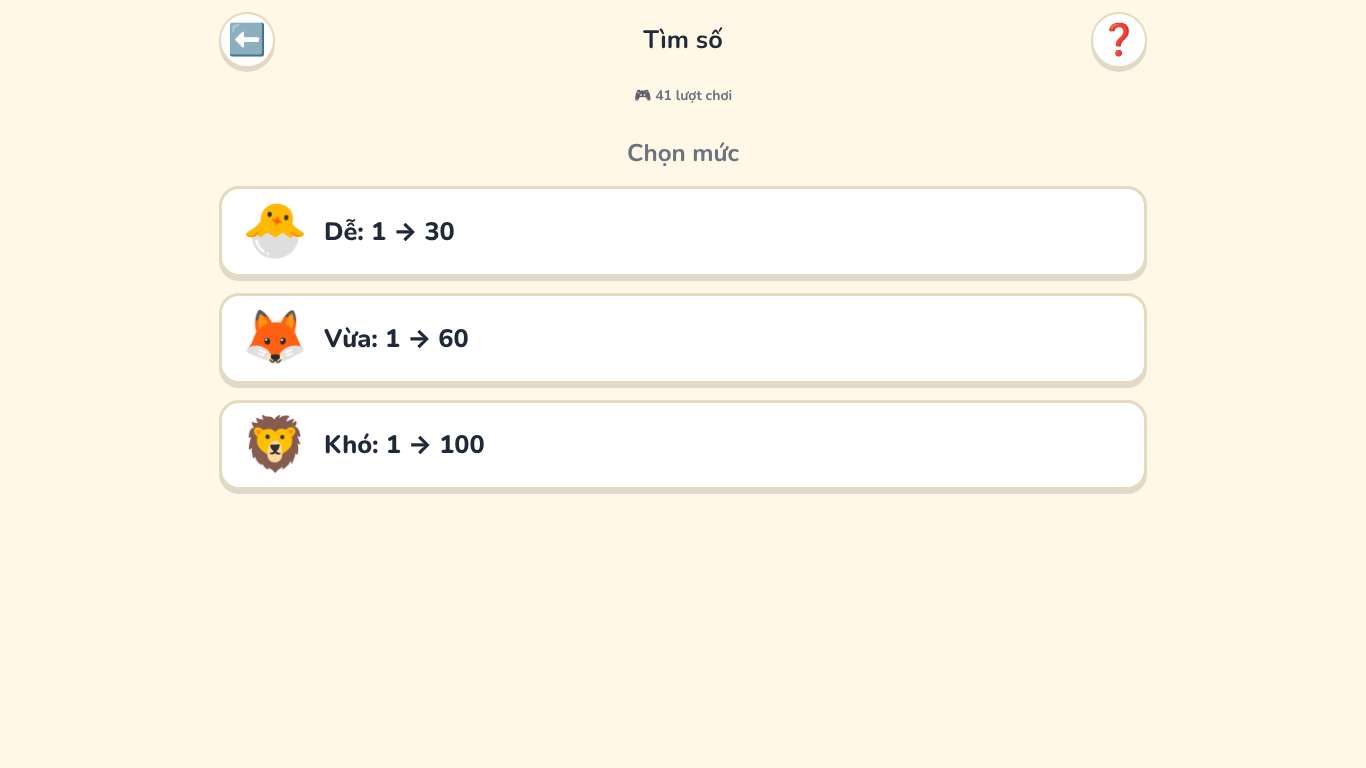 Tìm số
41 lượt chơi
Chọn mức
Dễ: 1 → 30
Vừa: 1 → 60
Khó: 1 → 100